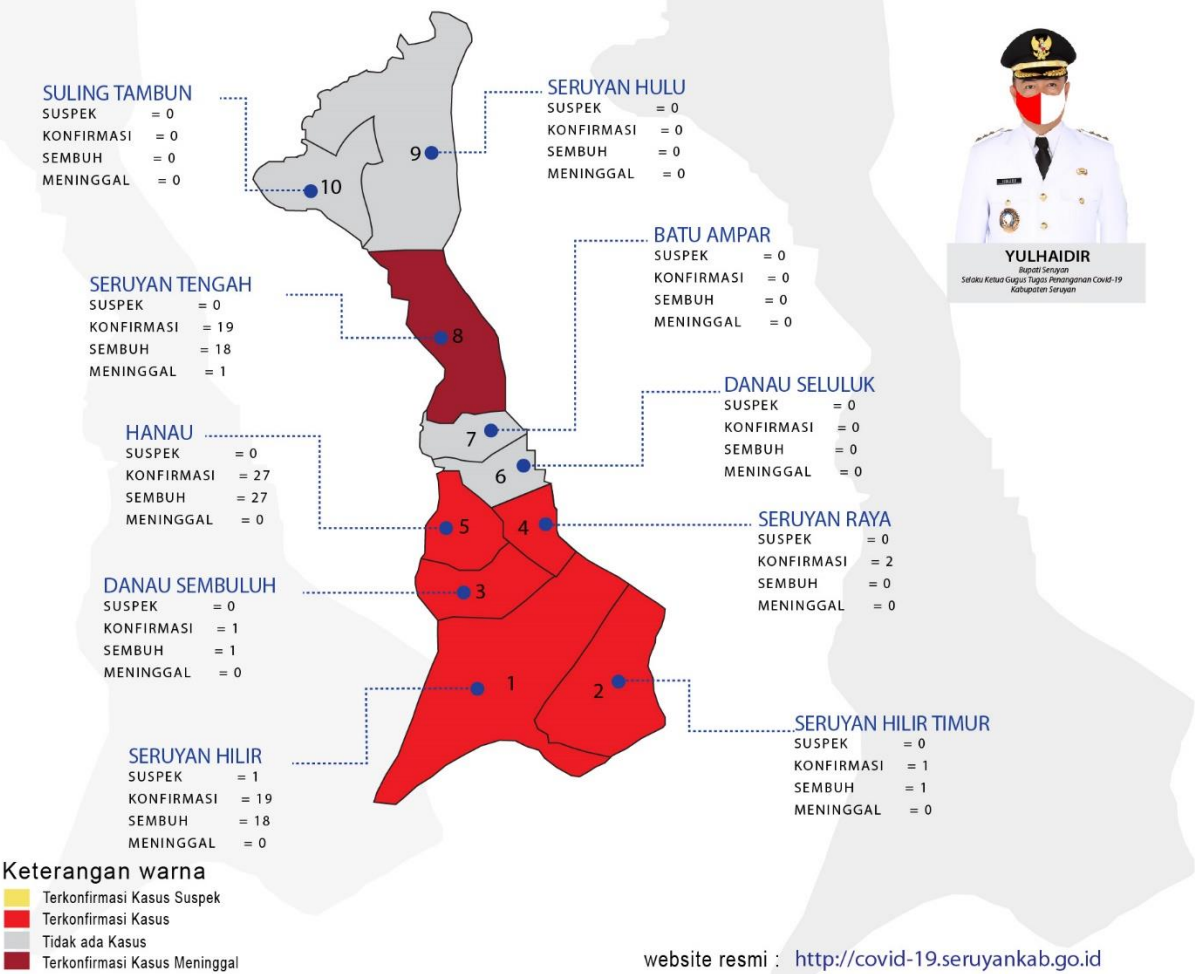 SULING TAMBUN
SUSPEK = 0
KONFIRMASI = 0
SEMBUH = 0
MENINGGAL = 0
SERUYAN HULU
SUSPEK = 0
KONFIRMASI = 0
SEMBUH = 0
MENINGGAL = 0
9
10
YULHAIDIR
Bupati Seruyan
Selaku Ketua Gugus Tugas Penanganan Covid-19
Kabupaten Seruyan
BATU AMPAR
SUSPEK = 0
KONFIRMASI = 0
SEMBUH = 0
MENINGGAL = 0
SERUYAN TENGAH
SUSPEK = 0
KONFIRMASI = 19
SEMBUH = 18
MENINGGAL = 1
8
DANAU SELULUK
SUSPEK = 0
KONFIRMASI = 0
SEMBUH = 0
MENINGGAL = 0
HANAU
SUSPEK = 0
KONFIRMASI = 27
SEMBUH = 27
MENINGGAL = 0
7
6
5
4
SERUYAN RAYA
SUSPEK = 0
KONFIRMASI = 2
SEMBUH = 0
MENINGGAL = 0
DANAU SEMBULUH
SUSPEK = 0
KONFIRMASI = 1
SEMBUH = 1
MENINGGAL = 0
3
1
2
SERUYAN HILIR TIMUR
SUSPEK = 0
KONFIRMASI = 1
SEMBUH = 1
MENINGGAL = 0
SERUYAN HILIR
SUSPEK = 1
KONFIRMASI = 19
SEMBUH = 18
MENINGGAL = 0
Keterangan warna
Terkonfirmasi Kasus Suspek
Terkonfirmasi Kasus
Tidak ada Kasus
Terkonfirmasi Kasus Meninggal
website resmi : http://covid-19.seruyankab.go.id